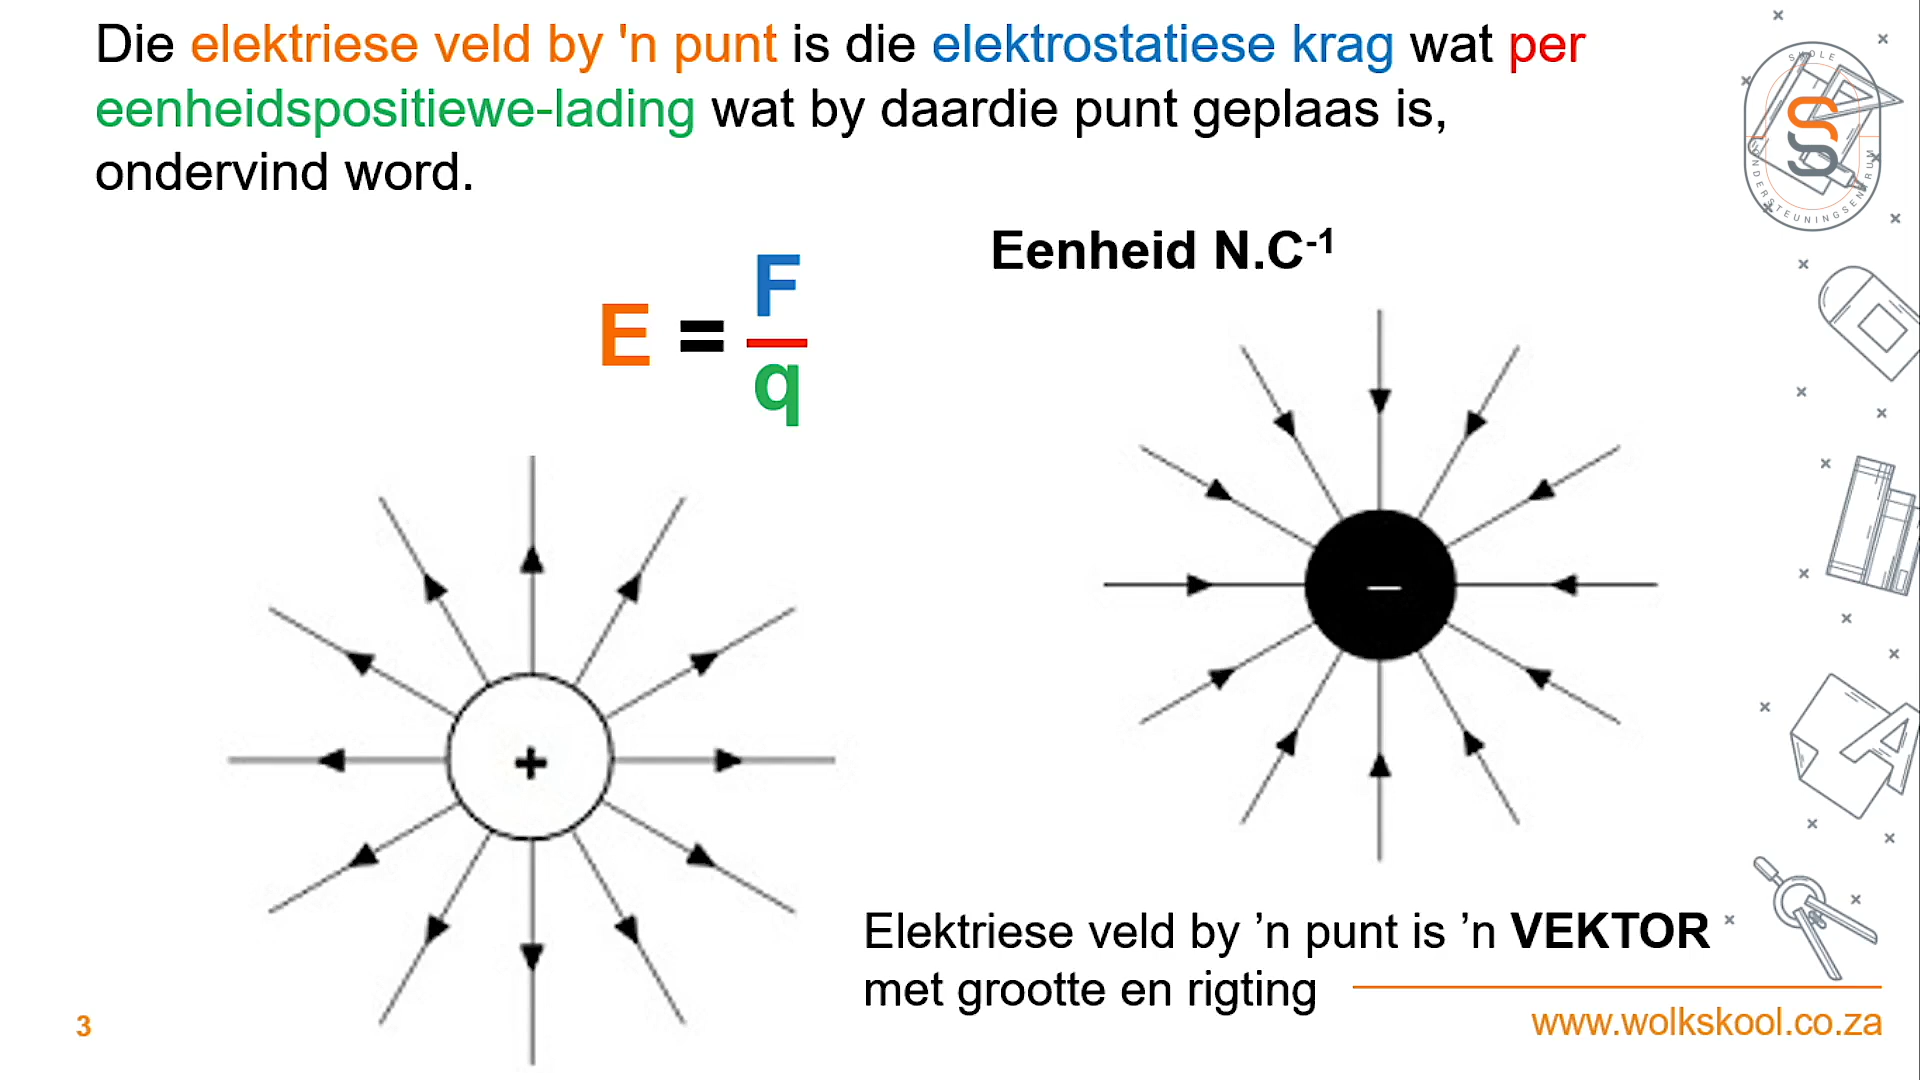 Die elektriese veld by 'n punt is die elektrostatiese krag wat per
eenheidspositiewe-lading wat by daardie punt geplaas is,
ondervind word.
Eenheid N.C⁻¹
E = F/q
+
–
Elektriese veld by ’n punt is ’n VEKTOR
met grootte en rigting
3
www.wolkskool.co.za
SKOLE
ONDERSTEUNINGSENTRUM